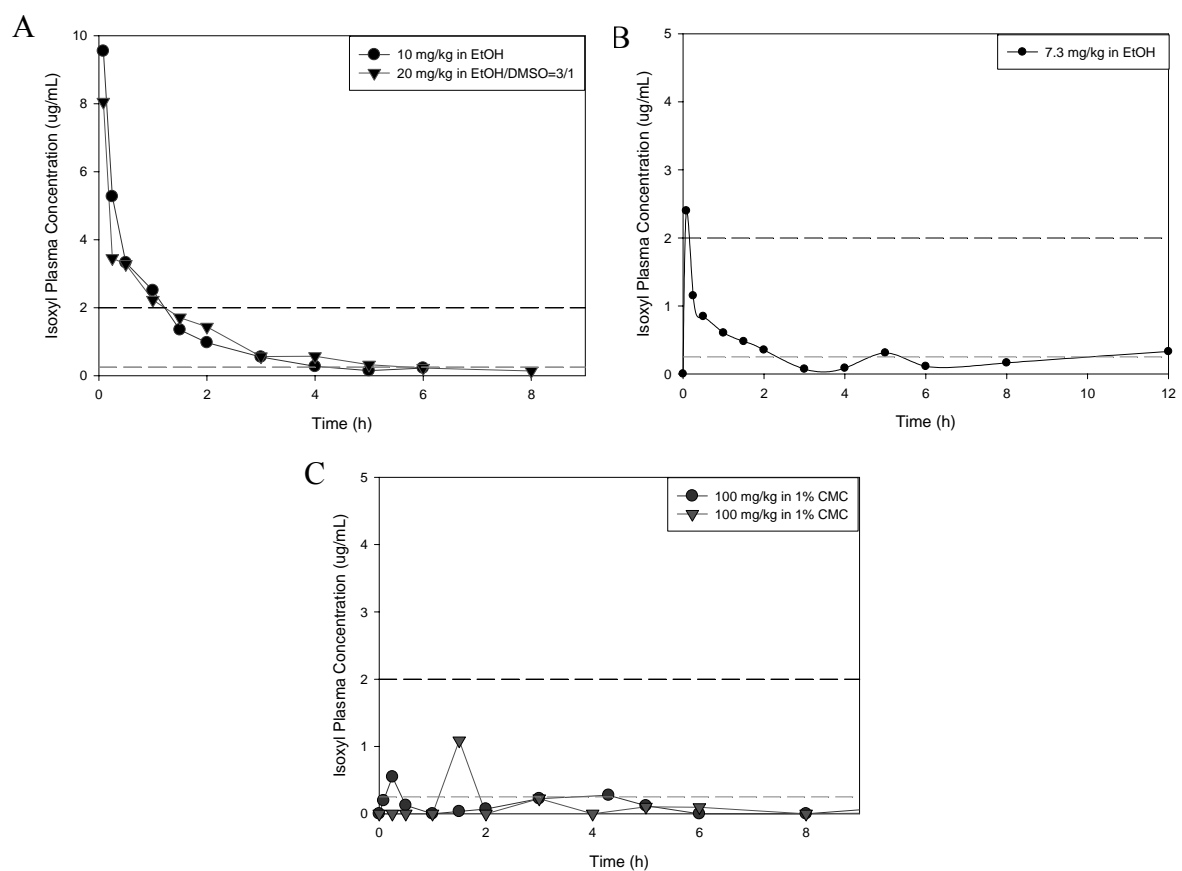 A
10 mg/kg in EtOH
20 mg/kg in EtOH/DMSO=3/1
Isoxyl Plasma Concentration (ug/mL)
10
8
6
4
2
0
0 2 4 6 8
Time (h)
B
7.3 mg/kg in EtOH
Isoxyl Plasma Concentration (ug/mL)
5
4
3
2
1
0
0 2 4 6 8 10 12
Time (h)
C
100 mg/kg in 1% CMC
100 mg/kg in 1% CMC
Isoxyl Plasma Concentration (ug/mL)
5
4
3
2
1
0
0 2 4 6 8
Time (h)